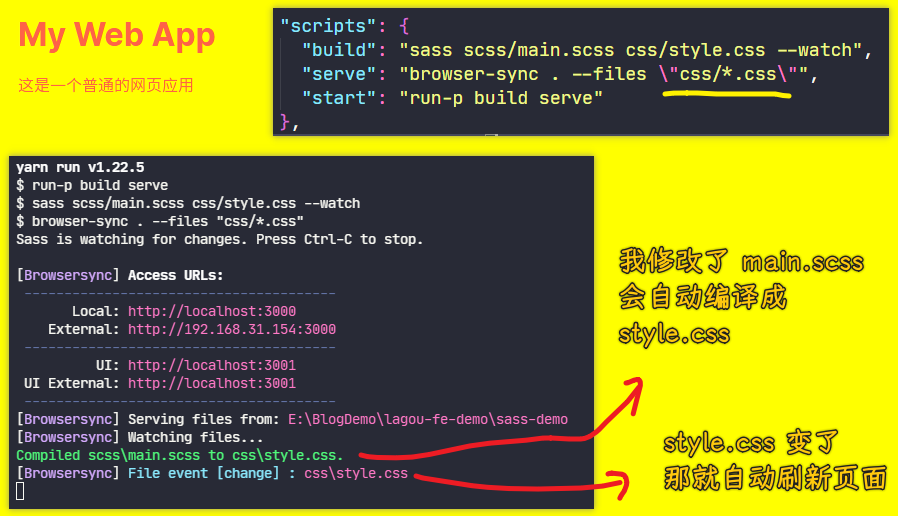 My Web App
这是一个普通的网页应用
"scripts": {
"build": "sass scss/main.scss css/style.css --watch",
"serve": "browser-sync . --files \"css/*.css\"",
"start": "run-p build serve"
},
yarn run v1.22.5
$ run-p build serve
$ sass scss/main.scss css/style.css --watch
$ browser-sync . --files "css/*.css"
Sass is watching for changes. Press Ctrl-C to stop.
[Browsersync] Access URLs:
--------------------------------------
Local: http://localhost:3000
External: http://192.168.31.154:3000
--------------------------------------
UI: http://localhost:3001
UI External: http://localhost:3001
--------------------------------------
[Browsersync] Serving files from: E:\BlogDemo\lagou-fe-demo\sass-demo
[Browsersync] Watching files...
Compiled scss\main.scss to css\style.css.
[Browsersync] File event [change] : css\style.css
我修改了 main.scss
会自动编译成
style.css
style.css 变了
那就自动刷新页面